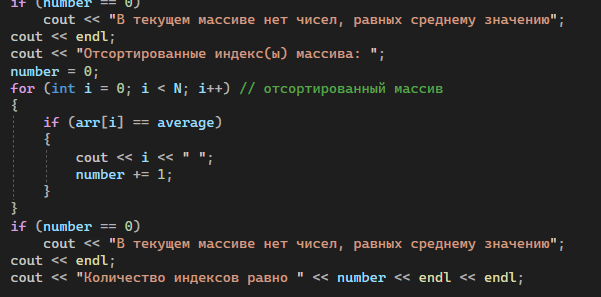 if (number == 0)
cout << "В текущем массиве нет чисел, равных среднему значению";
cout << endl;
cout << "Отсортированные индекс(ы) массива: ";
number = 0;
for (int i = 0; i < N; i++) // отсортированный массив
{
if (arr[i] == average)
{
cout << i << " ";
number += 1;
}
}
if (number == 0)
cout << "В текущем массиве нет чисел, равных среднему значению";
cout << endl;
cout << "Количество индексов равно " << number << endl << endl;